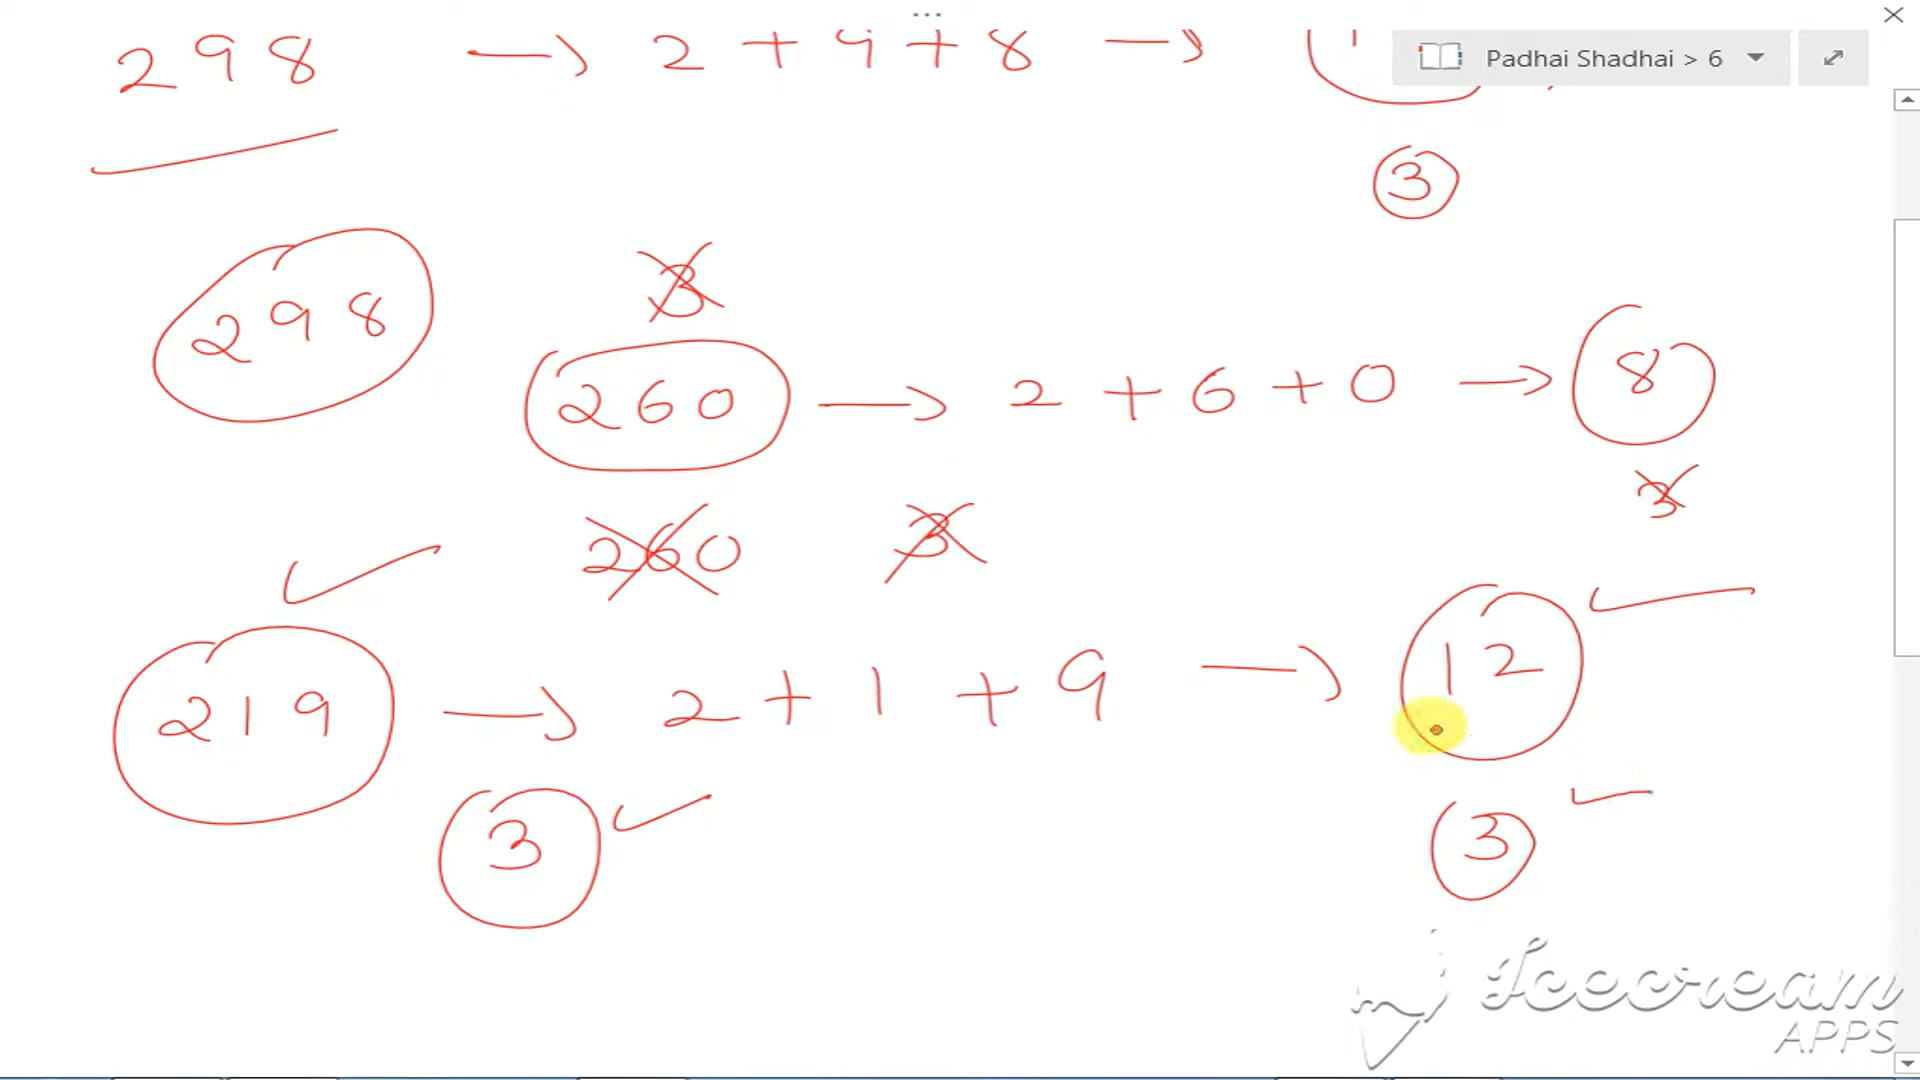 298 → 2 + 9 + 8 →
Padhai Shadhai > 6
3
298
3
260 → 2 + 6 + 0 → 8
3
260 3
219 → 2 + 1 + 9 → 12
3 3
Icecream
APPS